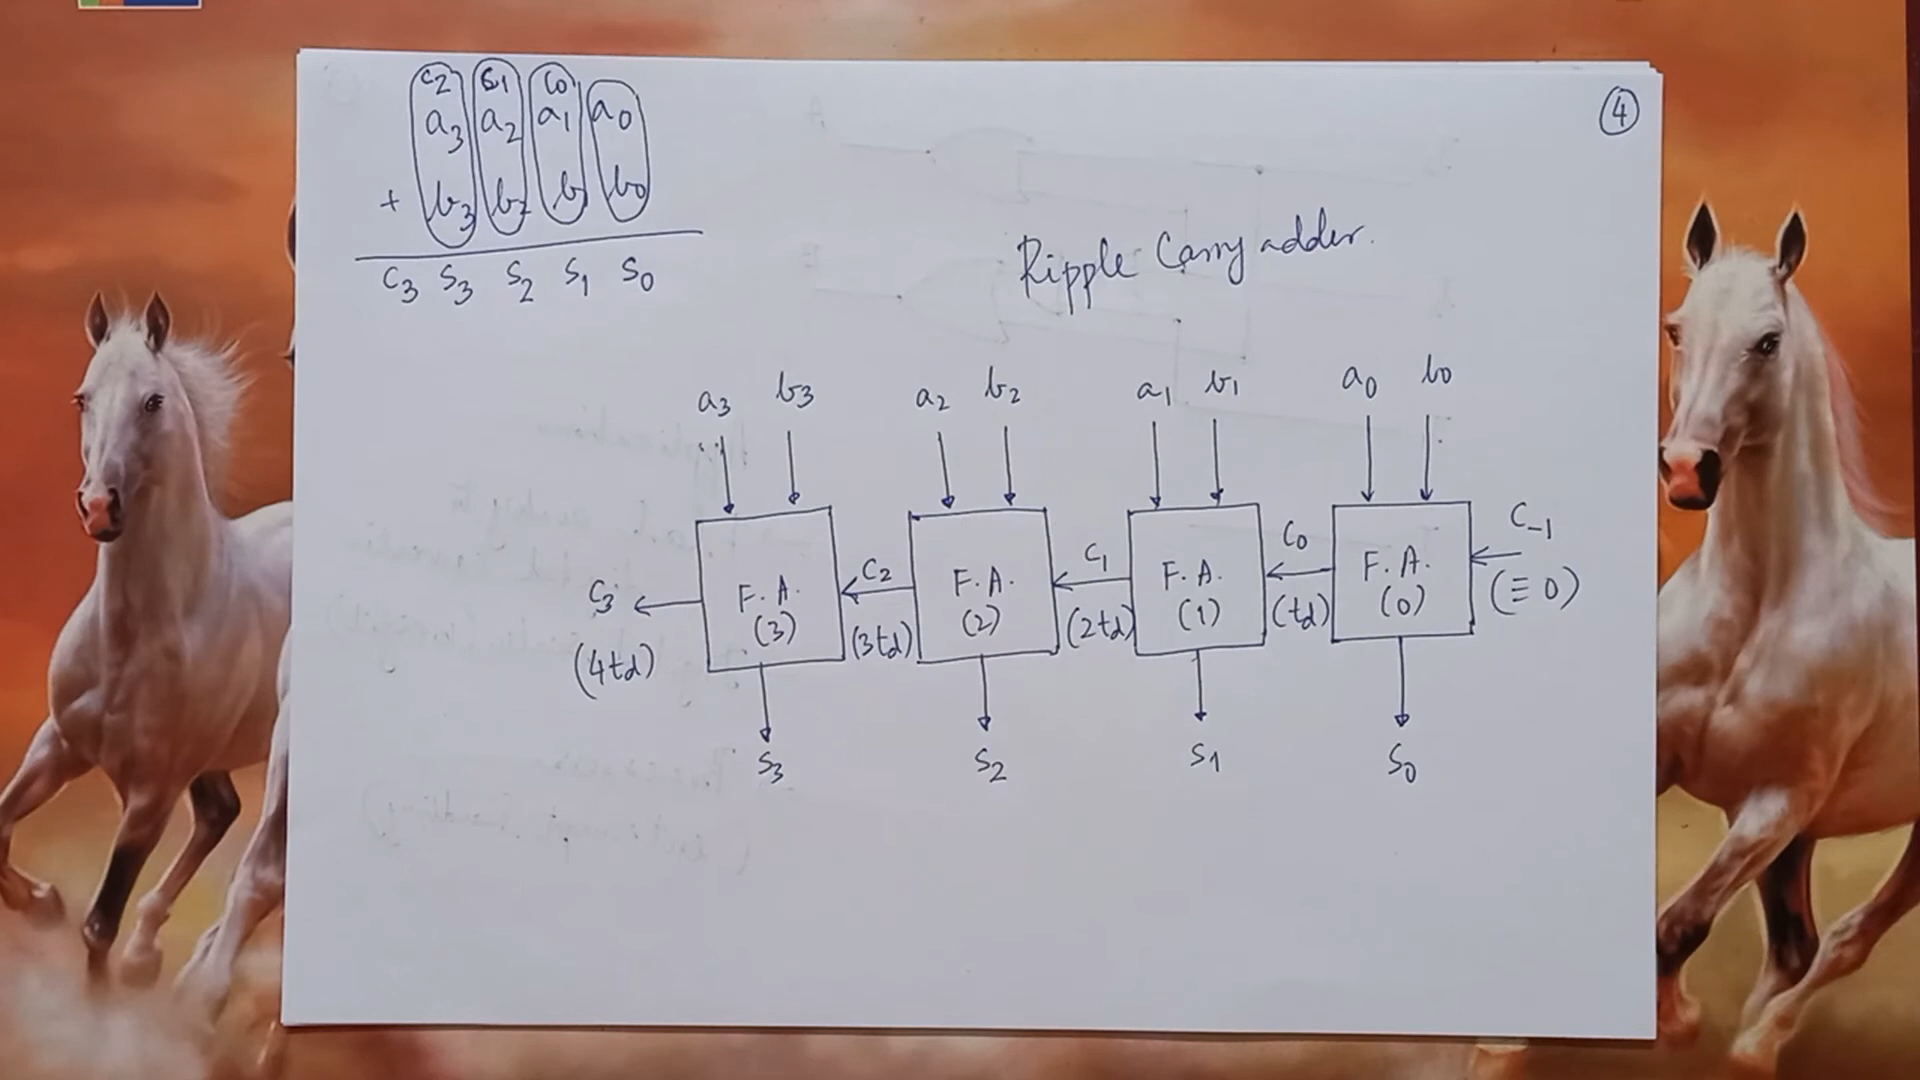 ④
c2 c1 c0
a3 a2 a1 a0
+ b3 b2 b1 b0
c3 s3 s2 s1 s0
Ripple Carry adder.
a3 b3 a2 b2 a1 b1 a0 b0
F.A. (3) F.A. (2) F.A. (1) F.A. (0)
c3 c2 c1 c0 c-1
(4td) (3td) (2td) (td) (≡ 0)
s3 s2 s1 s0